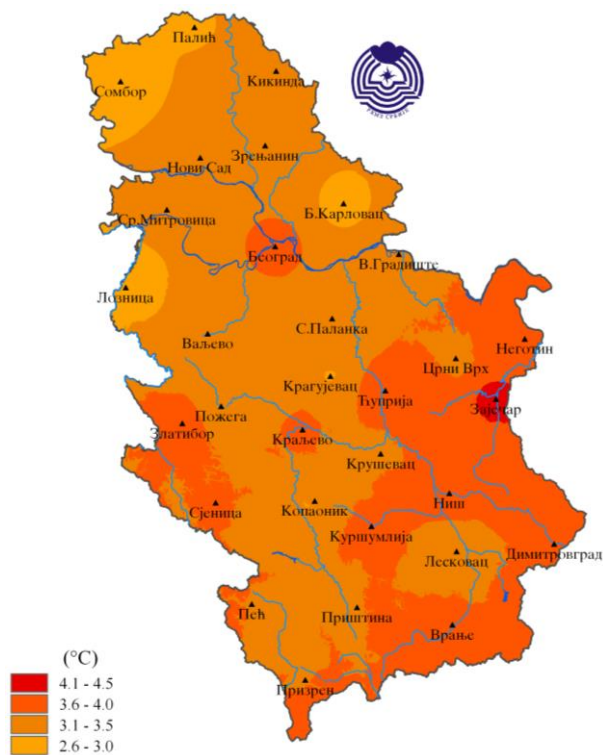 Палић
Кикинда
Сомбор
Зрењанин
Нови Сад
Б.Карловац
Ср.Митровица
Београд
В.Градиште
Лозница
С.Паланка
Ваљево
Неготин
Црни Врх
Крагујевац
Ћуприја
Зајечар
Пожега
Златибор
Краљево
Крушевац
Ниш
Сјеница
Копаоник
Куршумлија
Димитровград
Лесковац
Пећ
Приштина
Врање
Призрен
(°C)
4.1 - 4.5
3.6 - 4.0
3.1 - 3.5
2.6 - 3.0